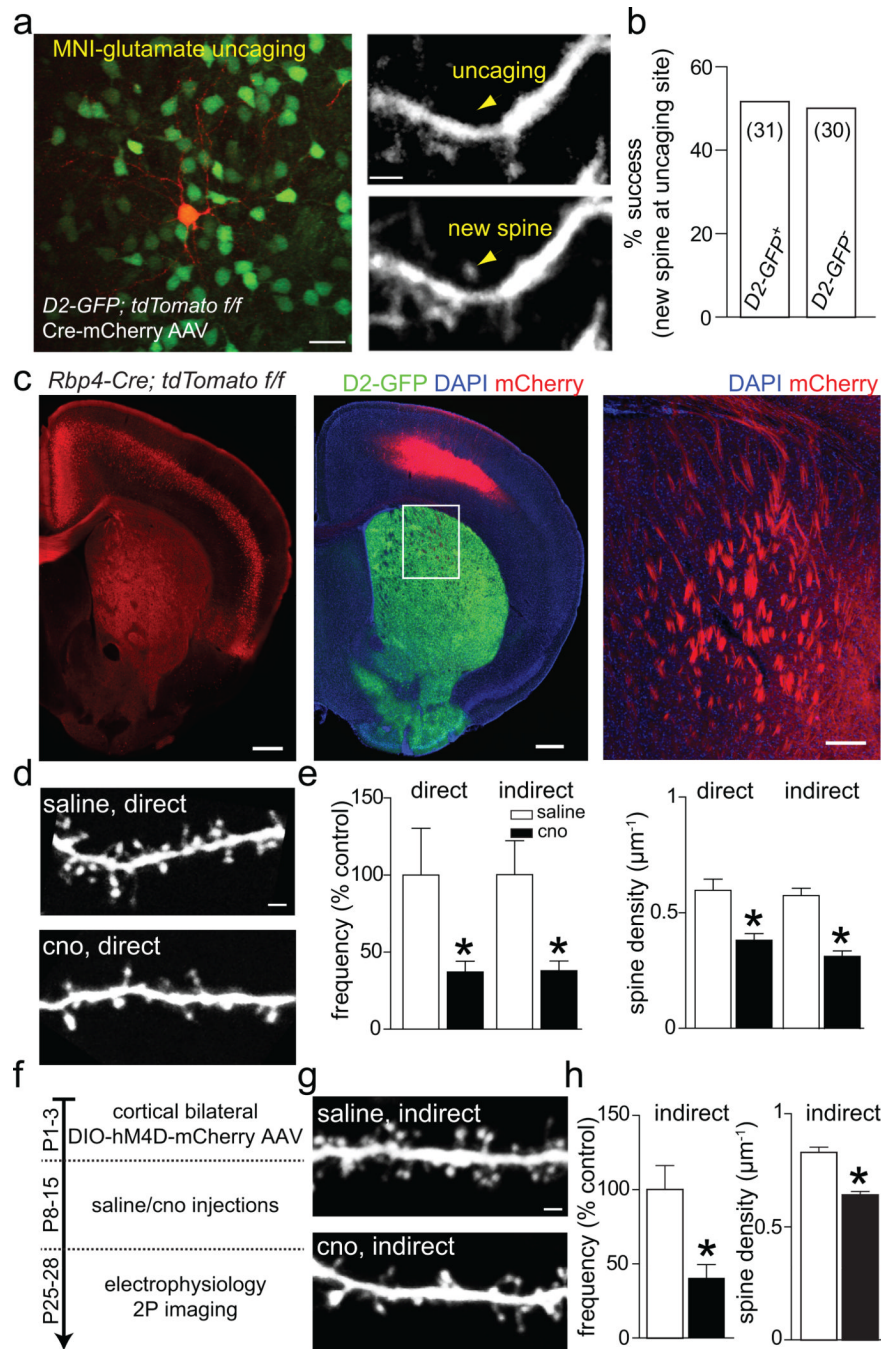 a
MNI-glutamate uncaging
D2-GFP; tdTomato f/f
Cre-mCherry AAV
uncaging
new spine
b
% success
(new spine at uncaging site)
60
40
20
0
(31)
(30)
D2-GFP+
D2-GFP-
c
Rbp4-Cre; tdTomato f/f
D2-GFP DAPI mCherry
DAPI mCherry
d
saline, direct
cno, direct
e
frequency (% control)
150
100
50
0
direct
indirect
saline
cno
*
*
spine density (µm-1)
1
0.5
0
direct
indirect
*
*
f
P1-3
cortical bilateral
DIO-hM4D-mCherry AAV
P8-15
saline/cno injections
P25-28
electrophysiology
2P imaging
g
saline, indirect
cno, indirect
h
frequency (% control)
150
100
50
0
indirect
*
spine density (µm-1)
1
0.5
0
indirect
*